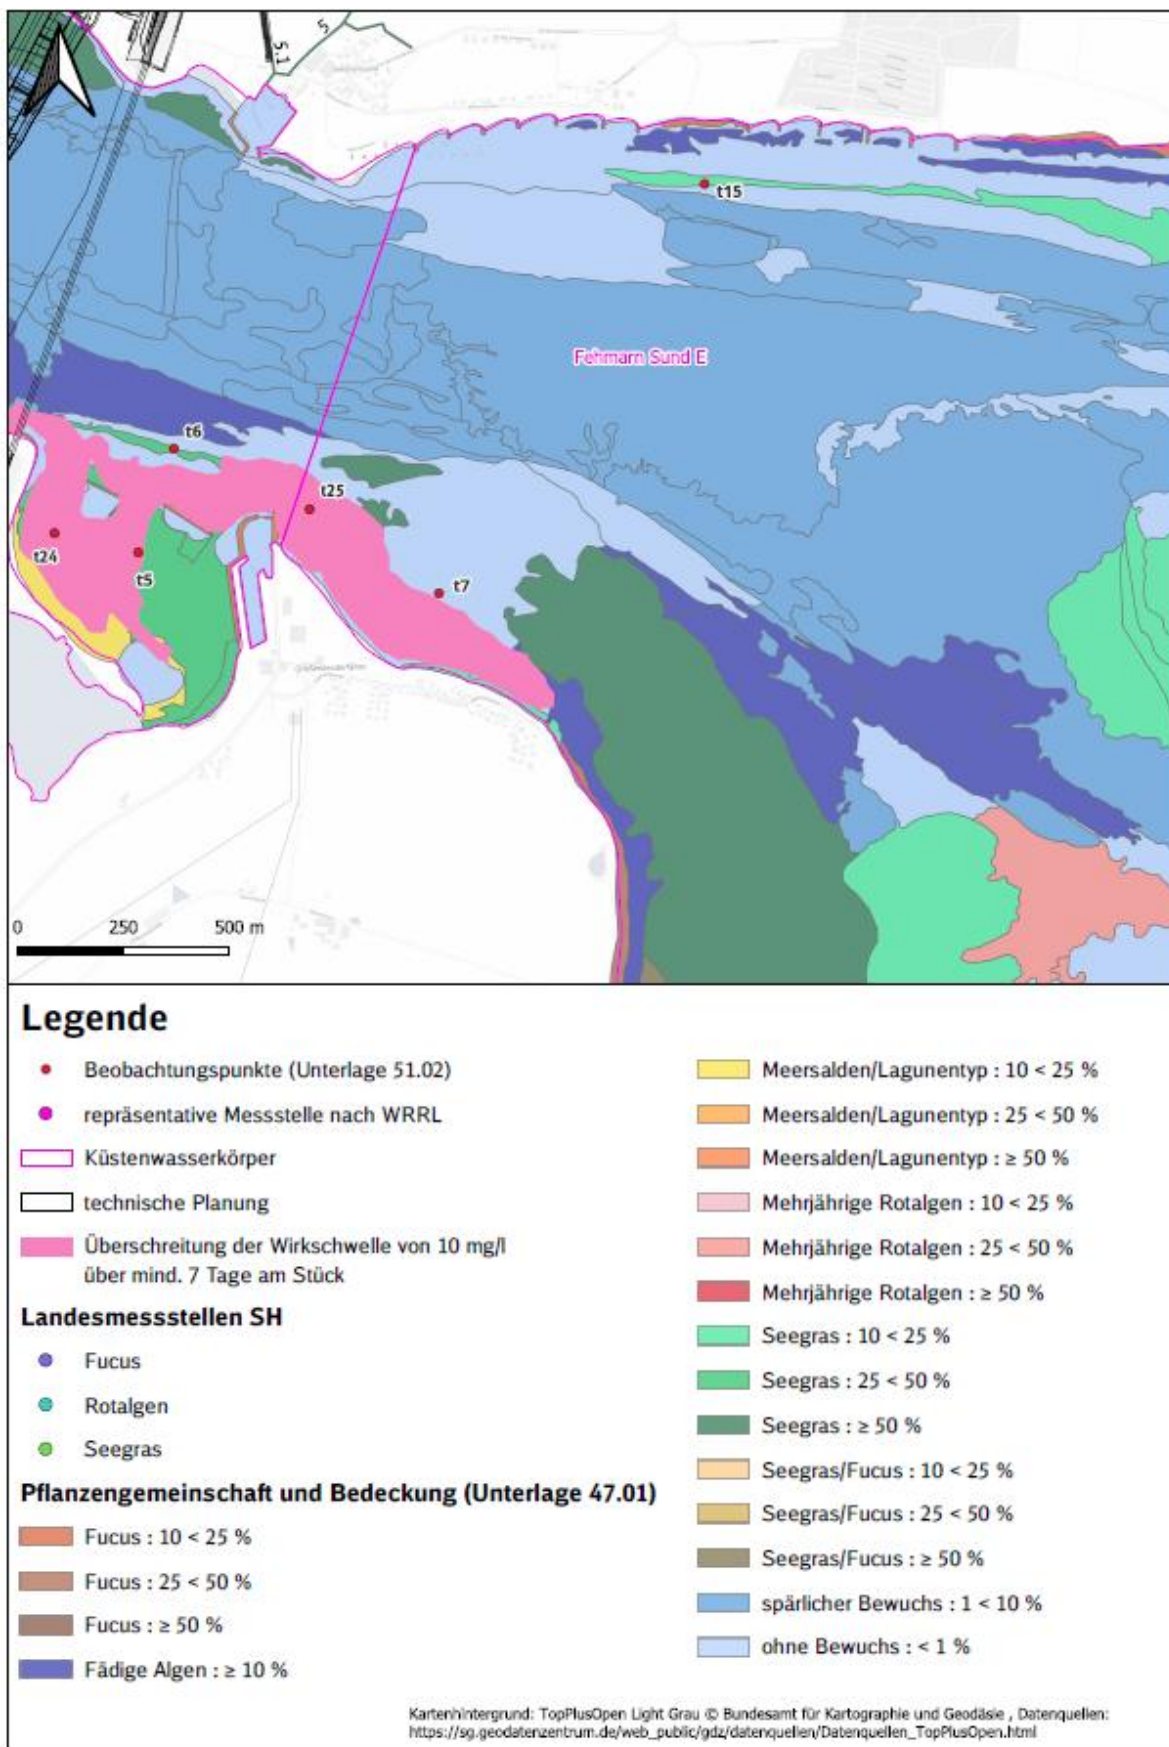 5
5.1
t15
Fehmarn Sund E
t6
t25
t24
t5
t7
0 250 500 m
Legende
Beobachtungspunkte (Unterlage 51.02)
repräsentative Messstelle nach WRRL
Küstenwasserkörper
technische Planung
Überschreitung der Wirkschwelle von 10 mg/l
über mind. 7 Tage am Stück
Landesmessstellen SH
Fucus
Rotalgen
Seegras
Pflanzengemeinschaft und Bedeckung (Unterlage 47.01)
Fucus : 10 < 25 %
Fucus : 25 < 50 %
Fucus : ≥ 50 %
Fädige Algen : ≥ 10 %
Meersalden/Lagunentyp : 10 < 25 %
Meersalden/Lagunentyp : 25 < 50 %
Meersalden/Lagunentyp : ≥ 50 %
Mehrjährige Rotalgen : 10 < 25 %
Mehrjährige Rotalgen : 25 < 50 %
Mehrjährige Rotalgen : ≥ 50 %
Seegras : 10 < 25 %
Seegras : 25 < 50 %
Seegras : ≥ 50 %
Seegras/Fucus : 10 < 25 %
Seegras/Fucus : 25 < 50 %
Seegras/Fucus : ≥ 50 %
spärlicher Bewuchs : 1 < 10 %
ohne Bewuchs : < 1 %
Kartenhintergrund: TopPlusOpen Light Grau © Bundesamt für Kartographie und Geodäsie , Datenquellen:
https://sg.geodatenzentrum.de/web_public/gdz/datenquellen/Datenquellen_TopPlusOpen.html